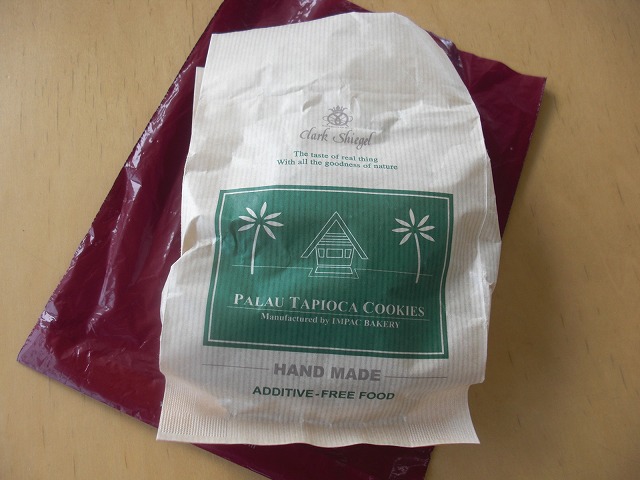 Clark Shiegel
The taste of real thing
With all the goodness of nature
PALAU TAPIOCA COOKIES
Manufactured by IMPAC BAKERY
HAND MADE
ADDITIVE-FREE FOOD